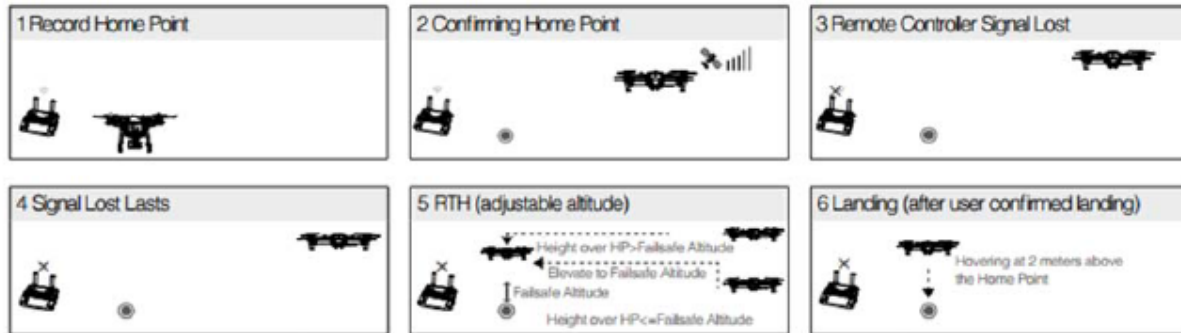 1 Record Home Point
2 Confirming Home Point
3 Remote Controller Signal Lost
4 Signal Lost Lasts
5 RTH (adjustable altitude)
Height over HP>Failsafe Altitude
Elevate to Failsafe Altitude
Failsafe Altitude
Height over HP<=Failsafe Altitude
6 Landing (after user confirmed landing)
Hovering at 2 meters above
the Home Point